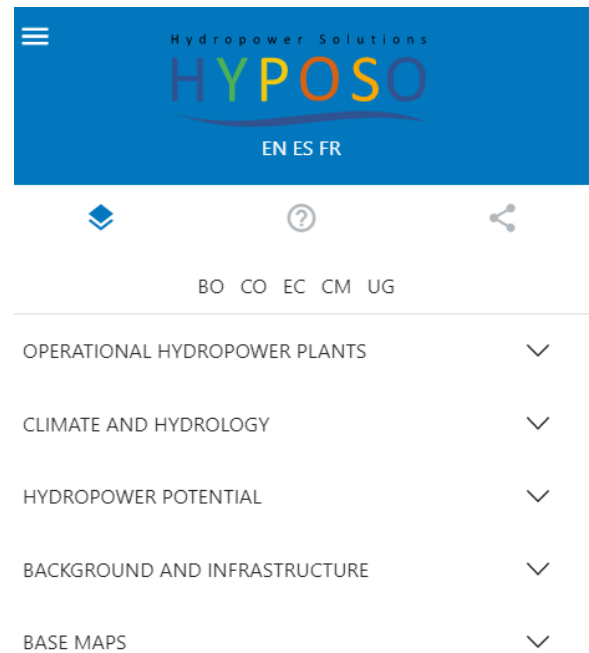 Hydropower Solutions
HYPOSO
EN ES FR
BO CO EC CM UG
OPERATIONAL HYDROPOWER PLANTS
CLIMATE AND HYDROLOGY
HYDROPOWER POTENTIAL
BACKGROUND AND INFRASTRUCTURE
BASE MAPS